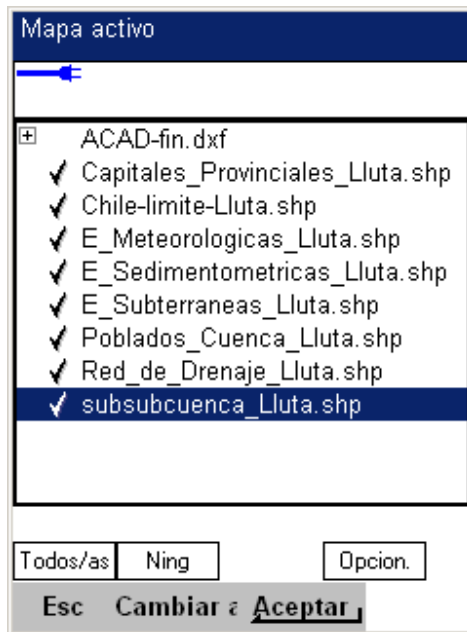 Mapa activo
ACAD-fin.dxf
Capitales_Provinciales_Lluta.shp
Chile-limite-Lluta.shp
E_Meteorologicas_Lluta.shp
E_Sedimentometricas_Lluta.shp
E_Subterraneas_Lluta.shp
Poblados_Cuenca_Lluta.shp
Red_de_Drenaje_Lluta.shp
subsubcuenca_Lluta.shp
Todos/as Ning Opcion.
Esc Cambiar a Aceptar